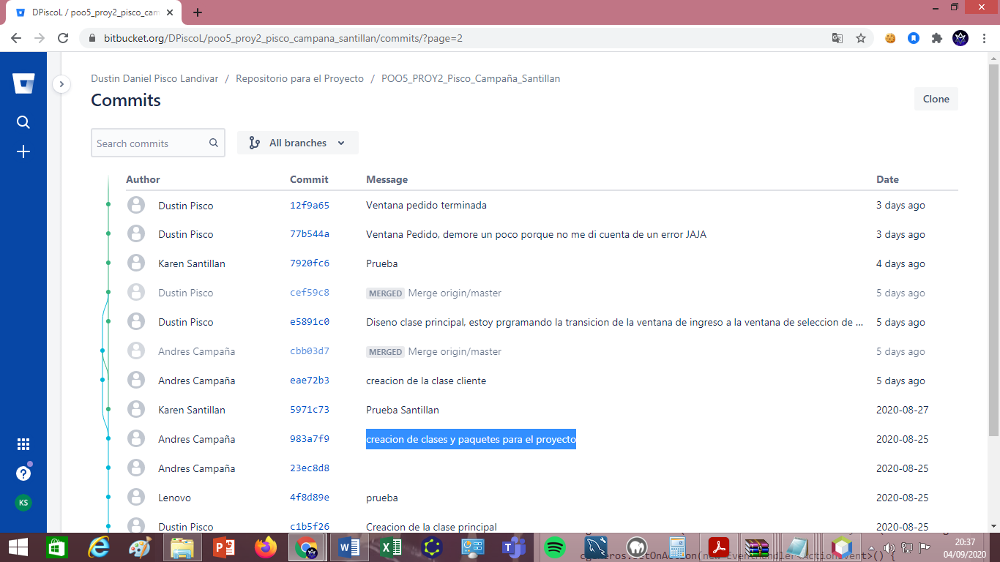 DPiscoL / poo5_proy2_pisco_cam
bitbucket.org/DPiscoL/poo5_proy2_pisco_campana_santillan/commits/?page=2
Dustin Daniel Pisco Landivar / Repositorio para el Proyecto / POO5_PROY2_Pisco_Campaña_Santillan
Commits
Clone
Search commits
All branches
Author Commit Message Date
Dustin Pisco 12f9a65 Ventana pedido terminada 3 days ago
Dustin Pisco 77b544a Ventana Pedido, demore un poco porque no me di cuenta de un error JAJA 3 days ago
Karen Santillan 7920fc6 Prueba 4 days ago
Dustin Pisco cef59c8 MERGED Merge origin/master 5 days ago
Dustin Pisco e5891c0 Diseno clase principal, estoy prgramando la transicion de la ventana de ingreso a la ventana de seleccion de ... 5 days ago
Andres Campaña cbb03d7 MERGED Merge origin/master 5 days ago
Andres Campaña eae72b3 creacion de la clase cliente 5 days ago
Karen Santillan 5971c73 Prueba Santillan 2020-08-27
Andres Campaña 983a7f9 creacion de clases y paquetes para el proyecto 2020-08-25
Andres Campaña 23ec8d8 2020-08-25
Lenovo 4f8d89e prueba 2020-08-25
Dustin Pisco c1b5f26 Creacion de la clase principal 2020-08-25
KS
20:37
04/09/2020